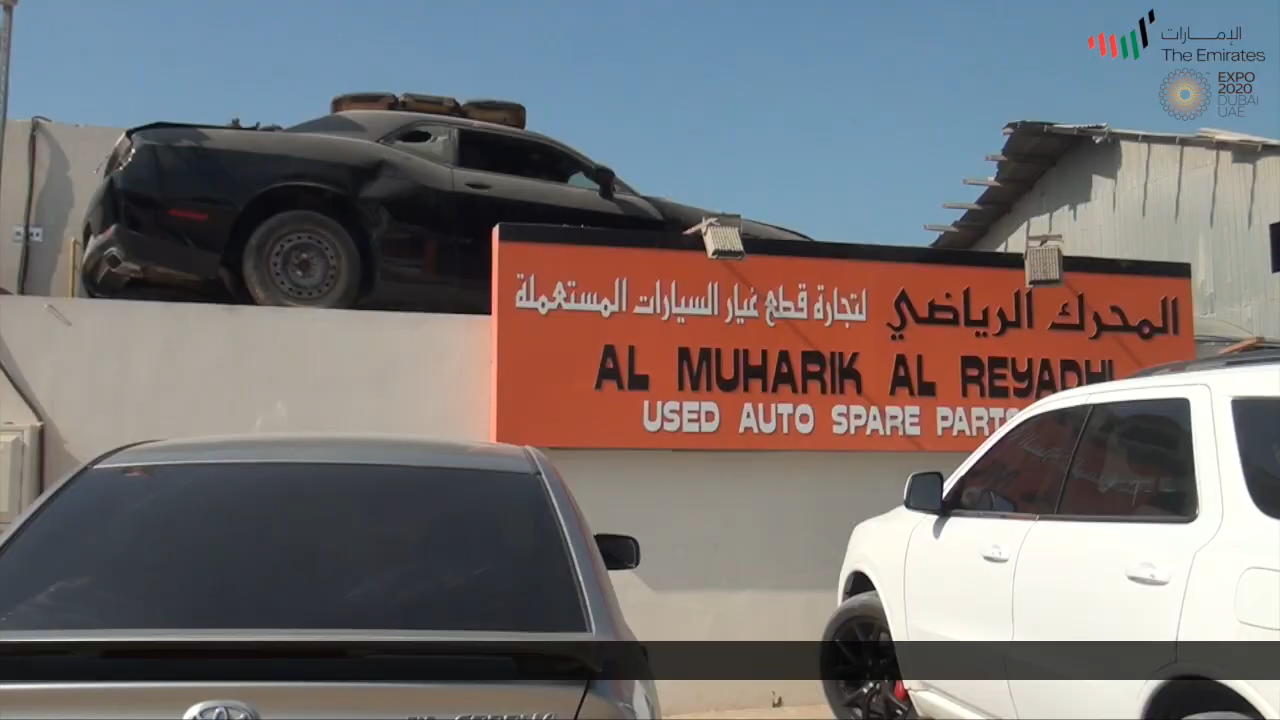 الإمـــارات
The Emirates
EXPO
2020
DUBAI
UAE
المحرك الرياضي لتجارة قطع غيار السيارات المستعملة
AL MUHARIK AL REYADHI
USED AUTO SPARE PARTS